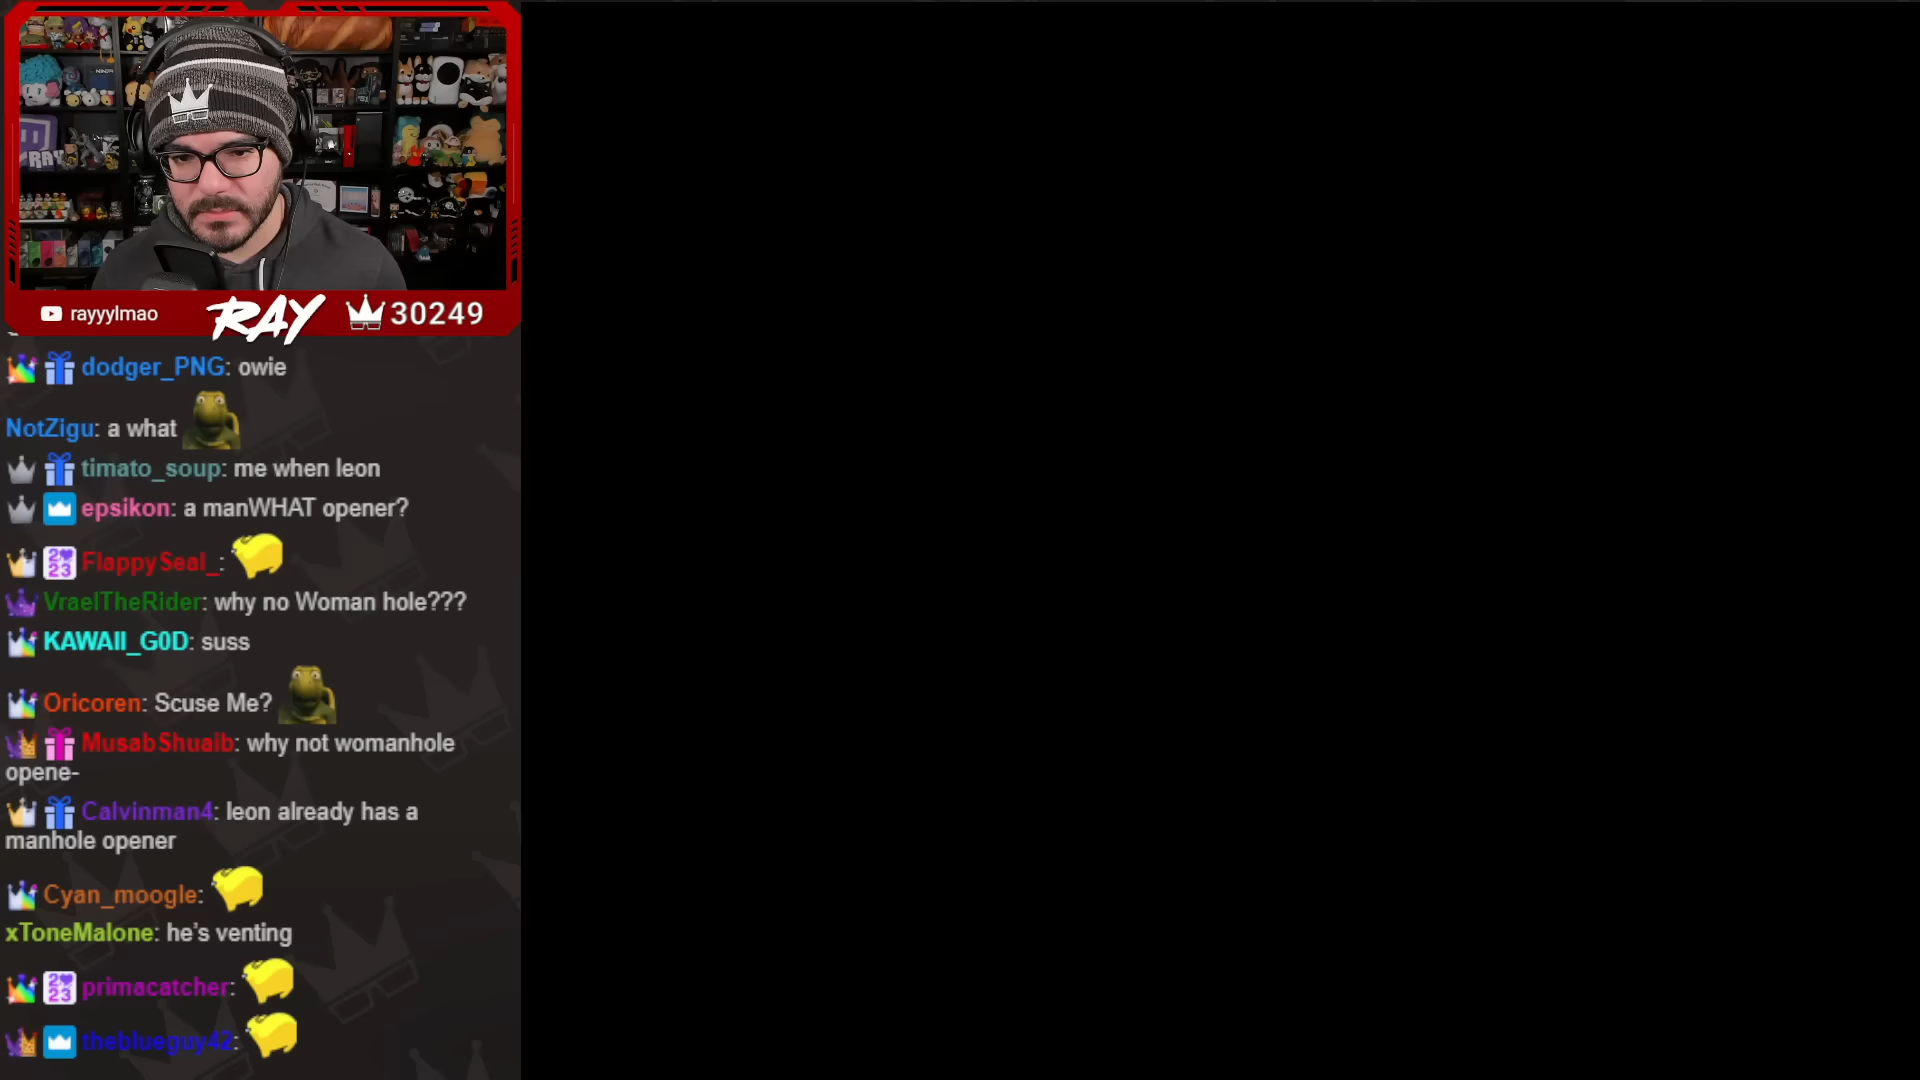 rayyylmao RAY 30249
dodger_PNG: owie
NotZigu: a what
timato_soup: me when leon
epsikon: a manWHAT opener?
FlappySeal_:
VraelTheRider: why no Woman hole???
KAWAII_G0D: suss
Oricoren: Scuse Me?
MusabShuaib: why not womanhole
opene-
Calvinman4: leon already has a
manhole opener
Cyan_moogle:
xToneMalone: he's venting
primacatcher:
theblueguy42: